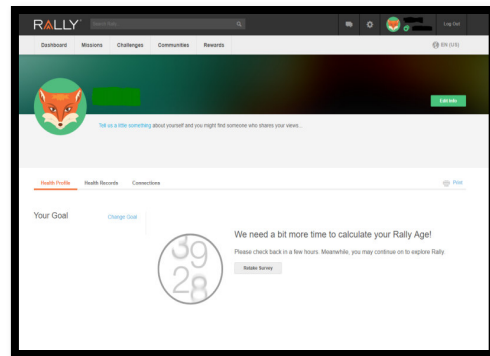 RALLY
Search Rally
Log Out
Dashboard Missions Challenges Communities Rewards EN (US)
Edit Info
Tell us a little something about yourself and you might find someone who shares your views...
Health Profile Health Records Connections Print
Your Goal Change Goal
39
28
We need a bit more time to calculate your Rally Age!
Please check back in a few hours. Meanwhile, you may continue on to explore Rally.
Retake Survey